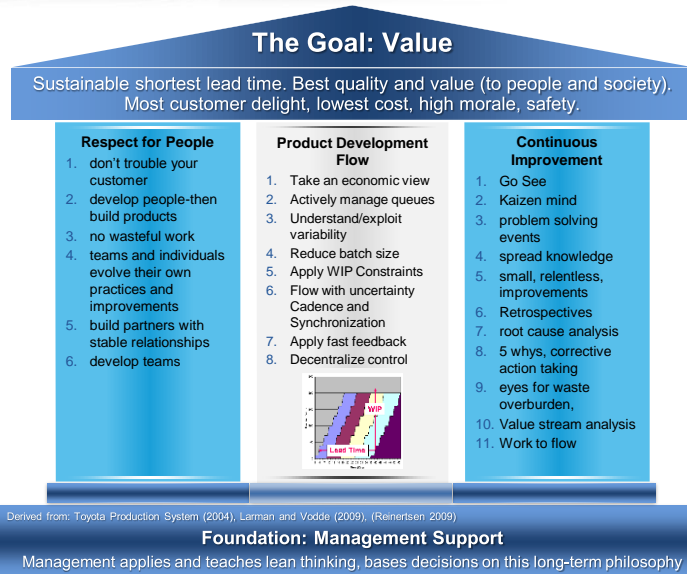 The Goal: Value
Sustainable shortest lead time. Best quality and value (to people and society).
Most customer delight, lowest cost, high morale, safety.
Respect for People
1. don't trouble your
customer
2. develop people-then
build products
3. no wasteful work
4. teams and individuals
evolve their own
practices and
improvements
5. build partners with
stable relationships
6. develop teams
Product Development
Flow
1. Take an economic view
2. Actively manage queues
3. Understand/exploit
variability
4. Reduce batch size
5. Apply WIP Constraints
6. Flow with uncertainty
Cadence and
Synchronization
7. Apply fast feedback
8. Decentralize control
WIP
Lead Time
Continuous
Improvement
1. Go See
2. Kaizen mind
3. problem solving
events
4. spread knowledge
5. small, relentless,
improvements
6. Retrospectives
7. root cause analysis
8. 5 whys, corrective
action taking
9. eyes for waste
overburden,
10. Value stream analysis
11. Work to flow
Derived from: Toyota Production System (2004), Larman and Vodde (2009), (Reinertsen 2009)
Foundation: Management Support
Management applies and teaches lean thinking, bases decisions on this long-term philosophy